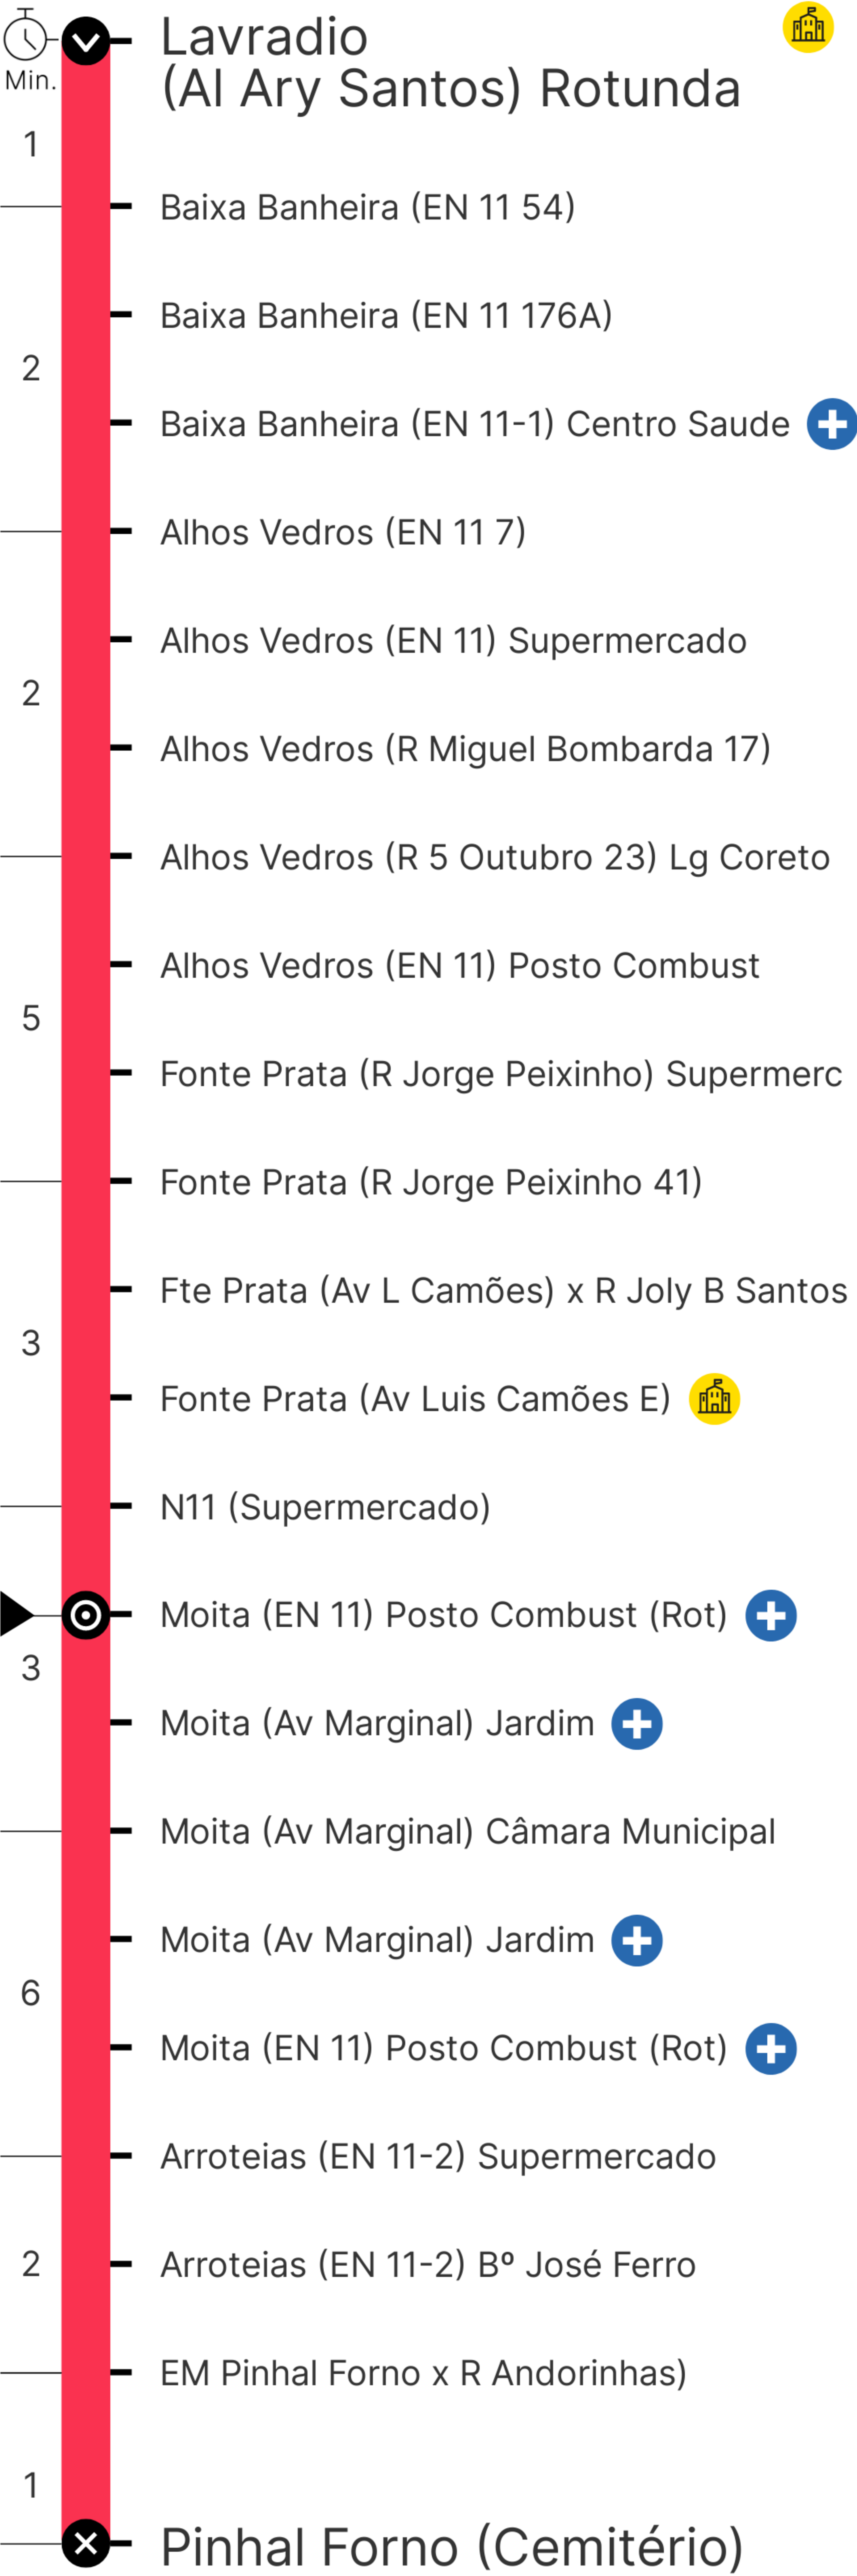 Lavradio
(Al Ary Santos) Rotunda
Min.
1
Baixa Banheira (EN 11 54)
Baixa Banheira (EN 11 176A)
2
Baixa Banheira (EN 11-1) Centro Saude
Alhos Vedros (EN 11 7)
Alhos Vedros (EN 11) Supermercado
2
Alhos Vedros (R Miguel Bombarda 17)
Alhos Vedros (R 5 Outubro 23) Lg Coreto
Alhos Vedros (EN 11) Posto Combust
5
Fonte Prata (R Jorge Peixinho) Supermerc
Fonte Prata (R Jorge Peixinho 41)
Fte Prata (Av L Camões) x R Joly B Santos
3
Fonte Prata (Av Luis Camões E)
N11 (Supermercado)
Moita (EN 11) Posto Combust (Rot)
3
Moita (Av Marginal) Jardim
Moita (Av Marginal) Câmara Municipal
Moita (Av Marginal) Jardim
6
Moita (EN 11) Posto Combust (Rot)
Arroteias (EN 11-2) Supermercado
2
Arroteias (EN 11-2) Bº José Ferro
EM Pinhal Forno x R Andorinhas)
1
Pinhal Forno (Cemitério)